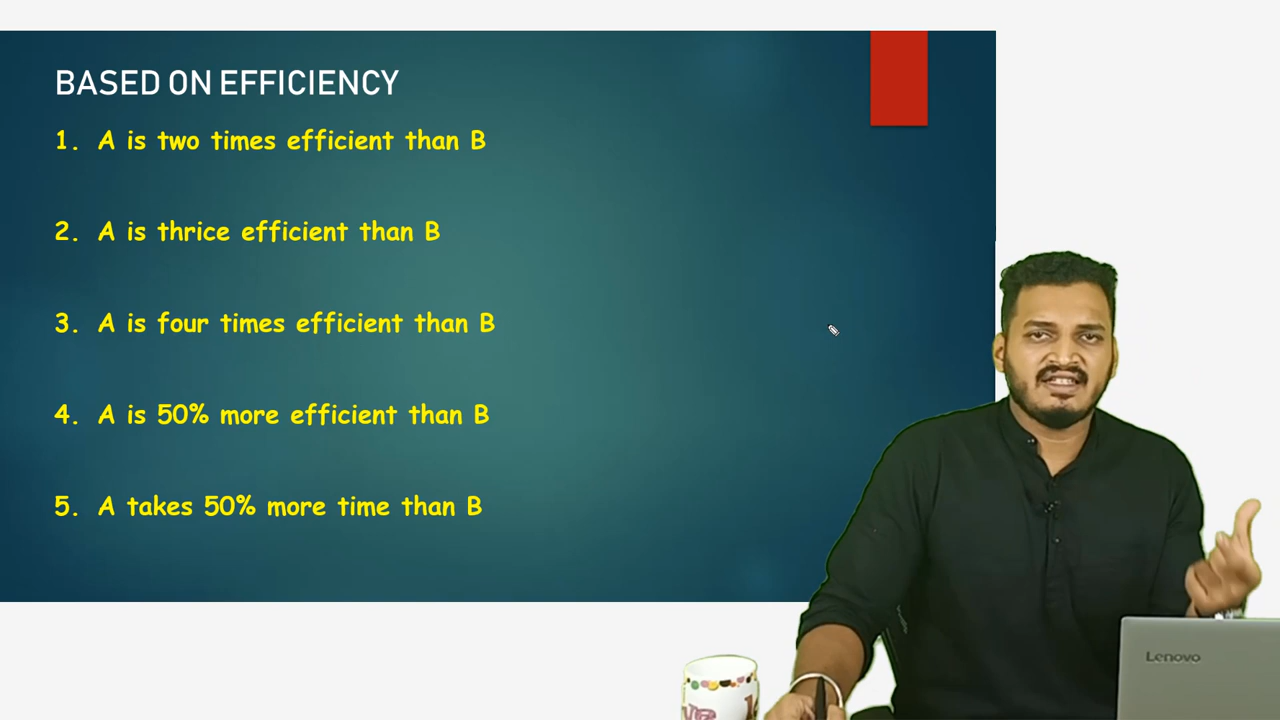 BASED ON EFFICIENCY
1. A is two times efficient than B
2. A is thrice efficient than B
3. A is four times efficient than B
4. A is 50% more efficient than B
5. A takes 50% more time than B
Lenovo